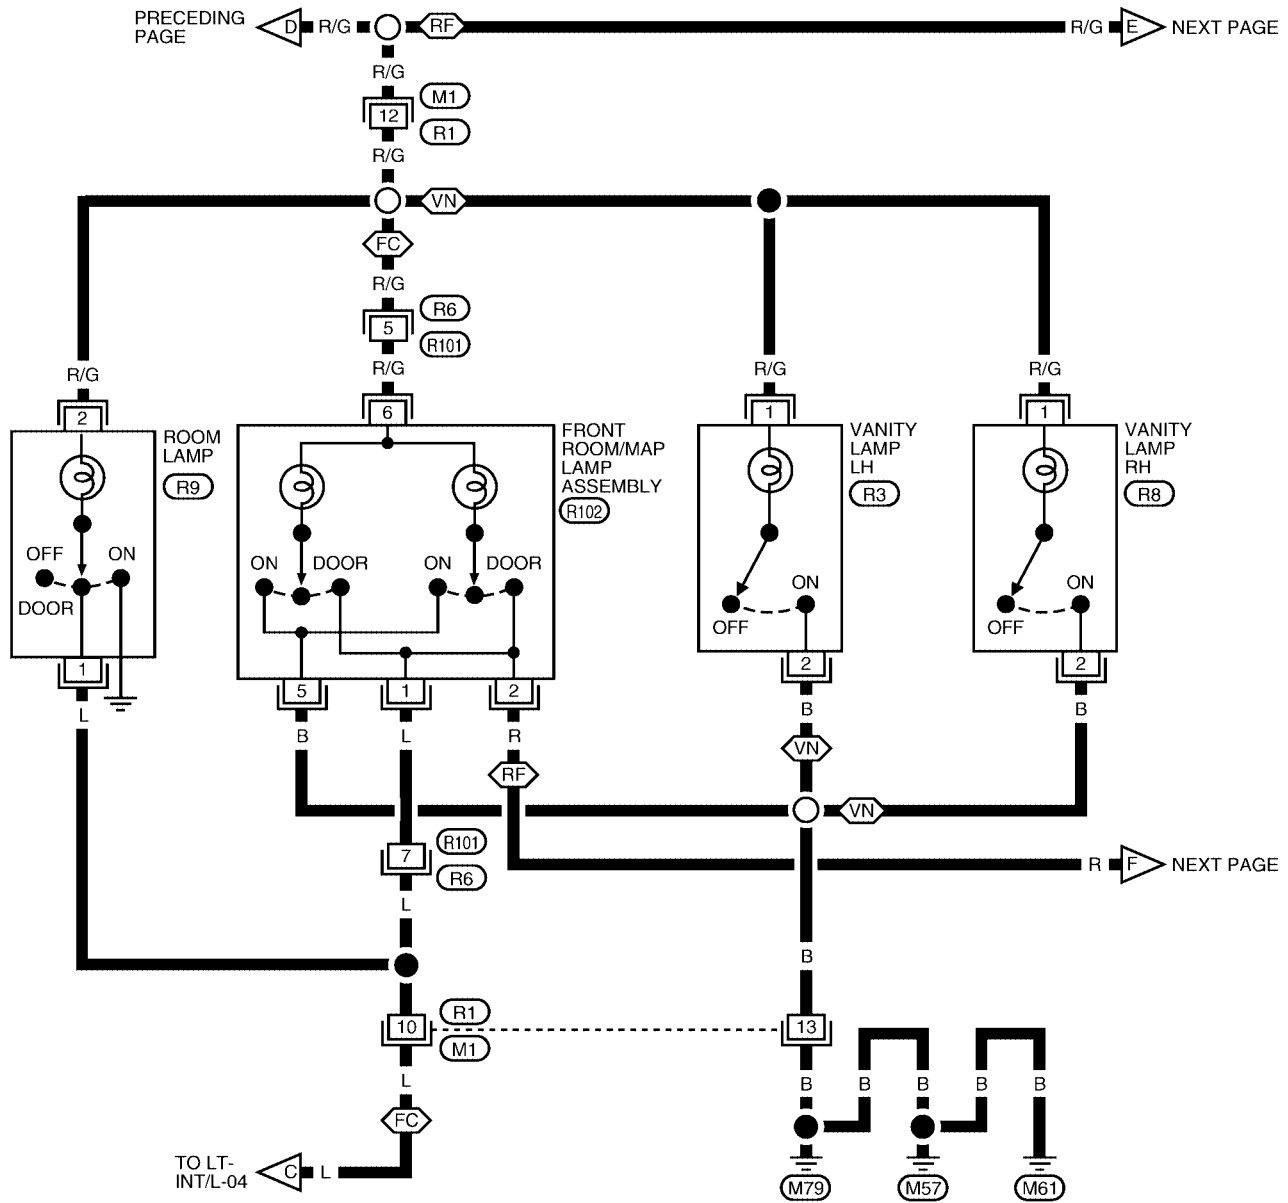 PRECEDING
PAGE
D
R/G
RF
R/G
E
NEXT PAGE
R/G
M1
12
R1
R/G
VN
FC
R/G
R6
5
R101
R/G
R/G
R/G
R/G
2
6
1
1
ROOM
LAMP
R9
FRONT
ROOM/MAP
LAMP
ASSEMBLY
R102
VANITY
LAMP
LH
R3
VANITY
LAMP
RH
R8
OFF
ON
DOOR
ON
DOOR
ON
DOOR
ON
OFF
ON
OFF
1
5
1
2
2
2
L
B
L
R
B
B
RF
VN
VN
R101
7
R6
R
F
NEXT PAGE
L
B
R1
10
M1
13
L
B
B
B
B
B
FC
TO LT-
INT/L-04
C
L
M79
M57
M61